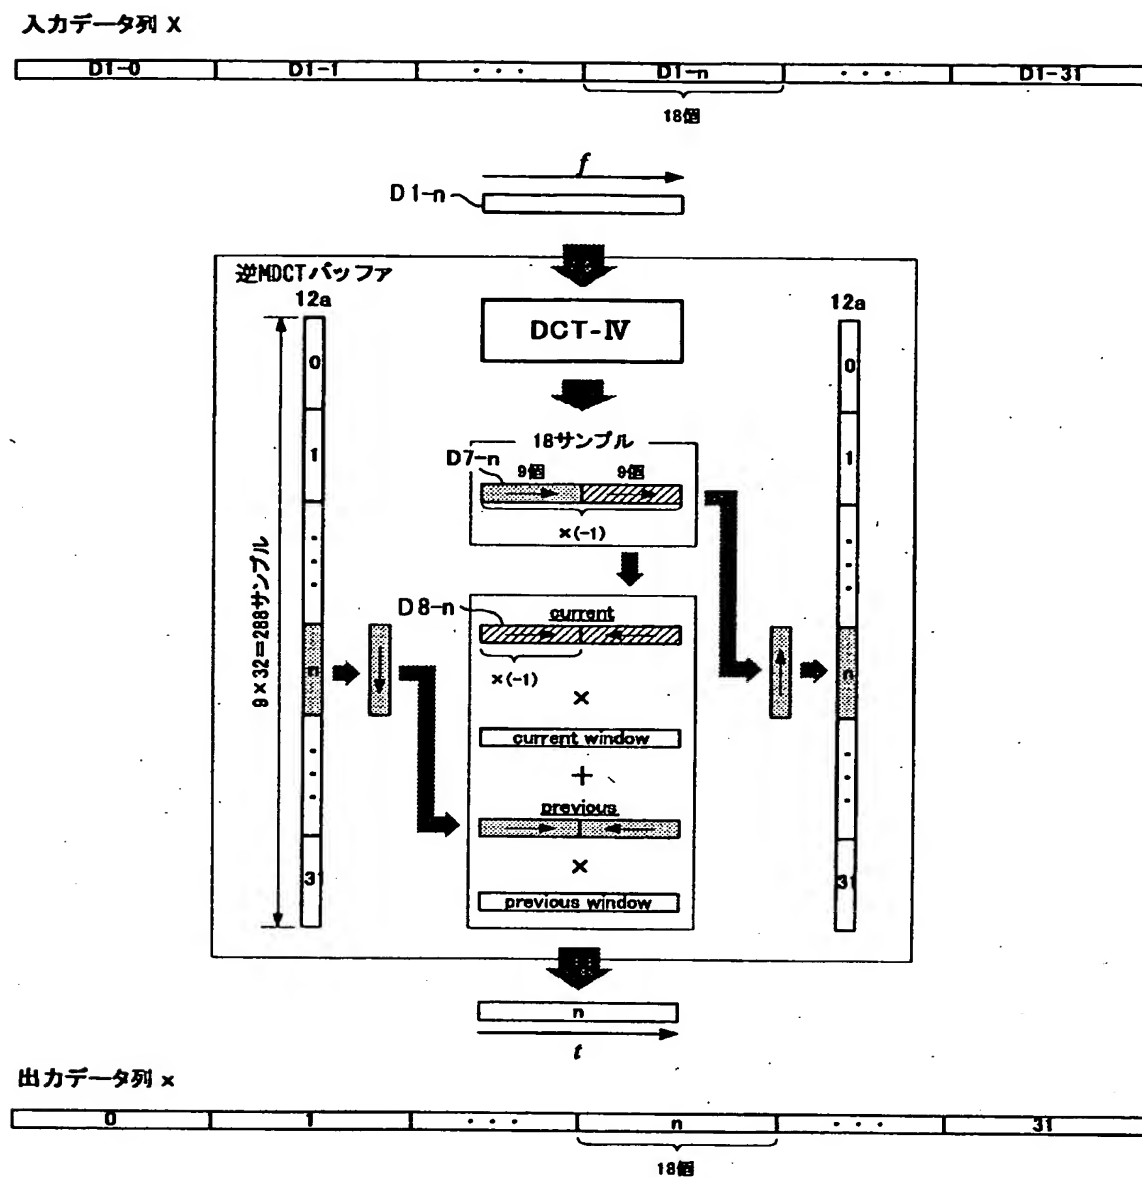 入力データ列 X
D1-0 D1-1 ・・・ D1-n ・・・ D1-31
18個
f
D1-n
逆MDCTバッファ
12a
12a
DCT-Ⅳ
0
1
・・・
n
・・・
31
9×32=288サンプル
18サンプル
D7-n
9個 9個
×(-1)
D8-n
current
×(-1)
×
current window
+
previous
×
previous window
0
1
・・・
n
・・・
31
n
t
出力データ列 x
0 1 ・・・ n ・・・ 31
18個